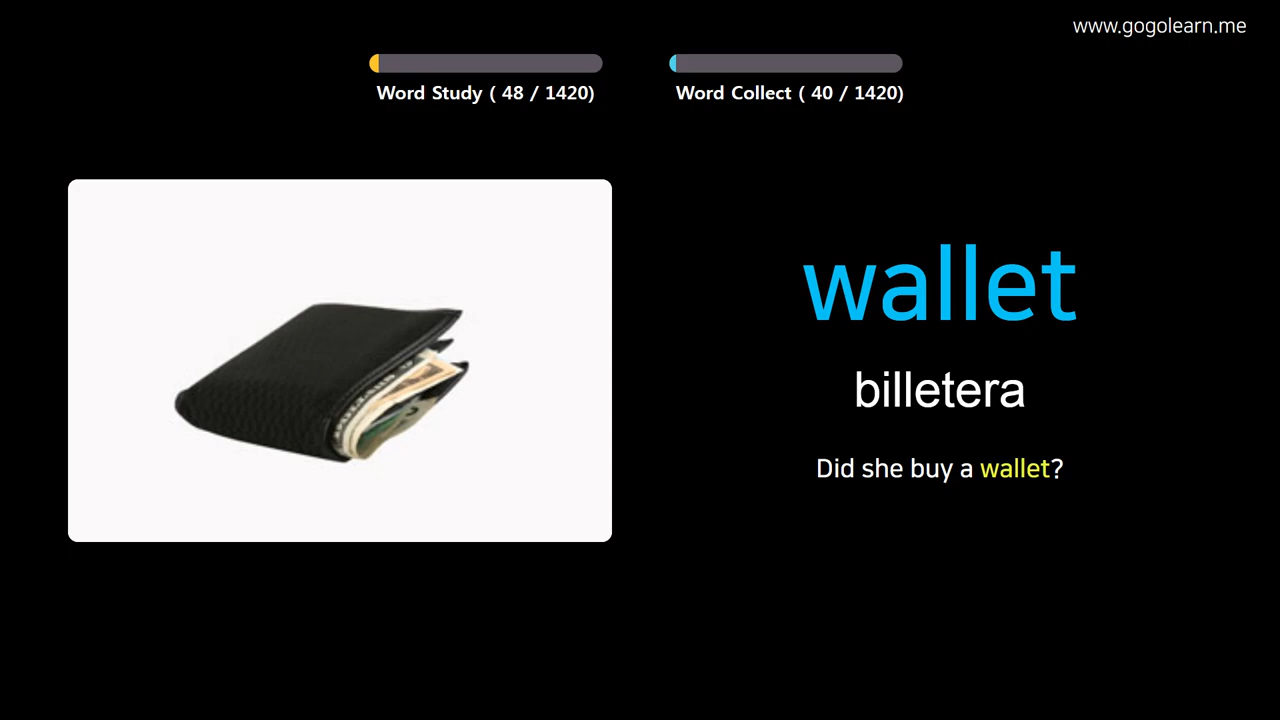 www.gogolearn.me
Word Study ( 48 / 1420)
Word Collect ( 40 / 1420)
wallet
billetera
Did she buy a wallet?